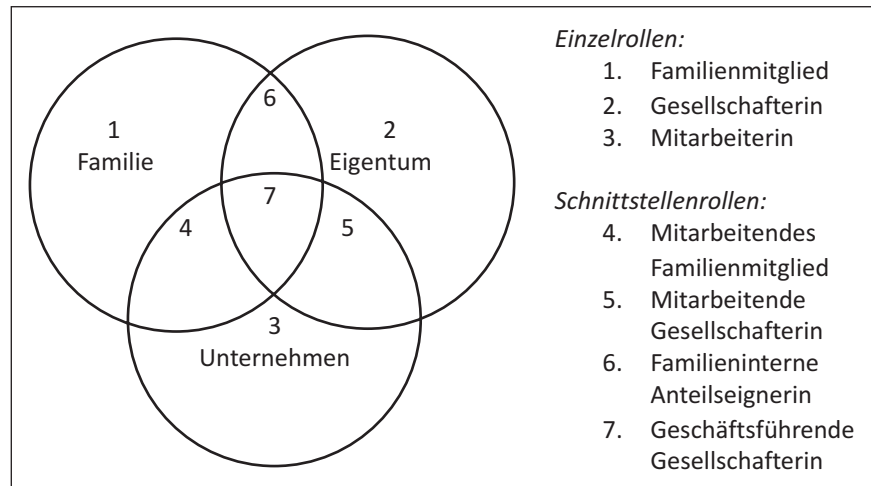 6
1
Familie
2
Eigentum
7
4
5
3
Unternehmen
Einzelrollen:
1. Familienmitglied
2. Gesellschafterin
3. Mitarbeiterin
Schnittstellenrollen:
4. Mitarbeitendes
Familienmitglied
5. Mitarbeitende
Gesellschafterin
6. Familieninterne
Anteilseignerin
7. Geschäftsführende
Gesellschafterin